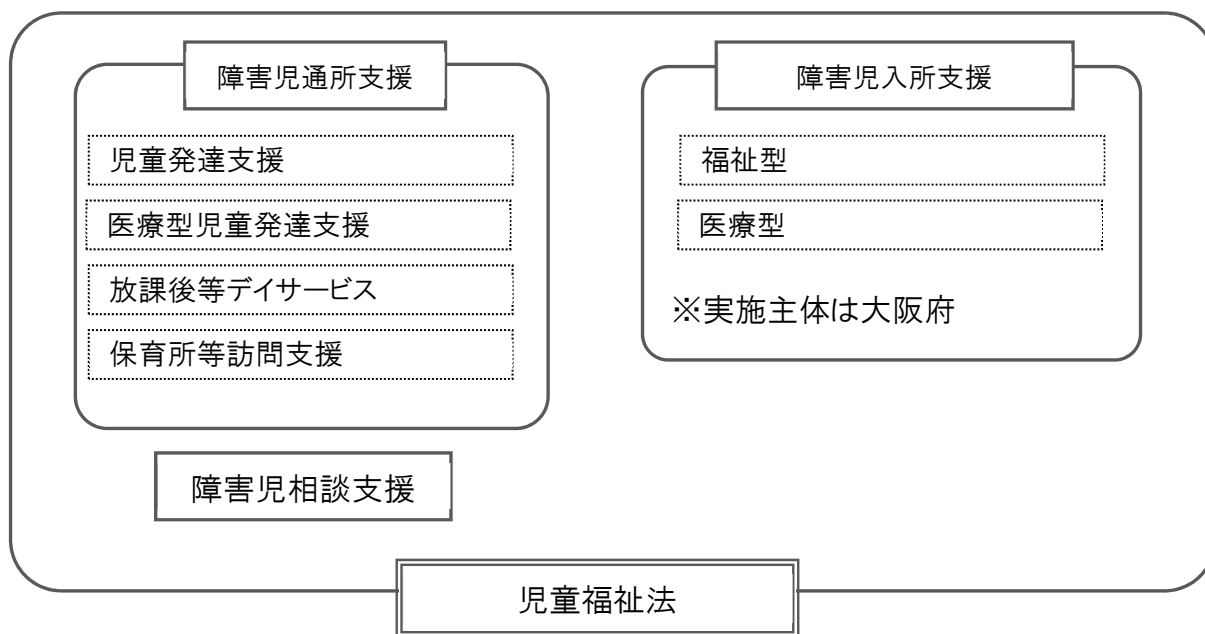 障害児通所支援
児童発達支援
医療型児童発達支援
放課後等デイサービス
保育所等訪問支援
障害児入所支援
福祉型
医療型
※実施主体は大阪府
障害児相談支援
児童福祉法